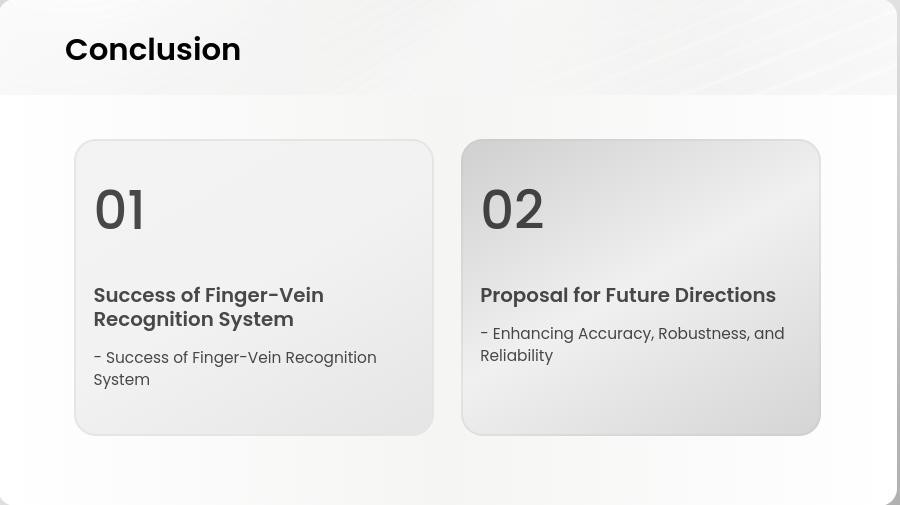 Conclusion
01
Success of Finger-Vein
Recognition System
- Success of Finger-Vein Recognition
System
02
Proposal for Future Directions
- Enhancing Accuracy, Robustness, and
Reliability